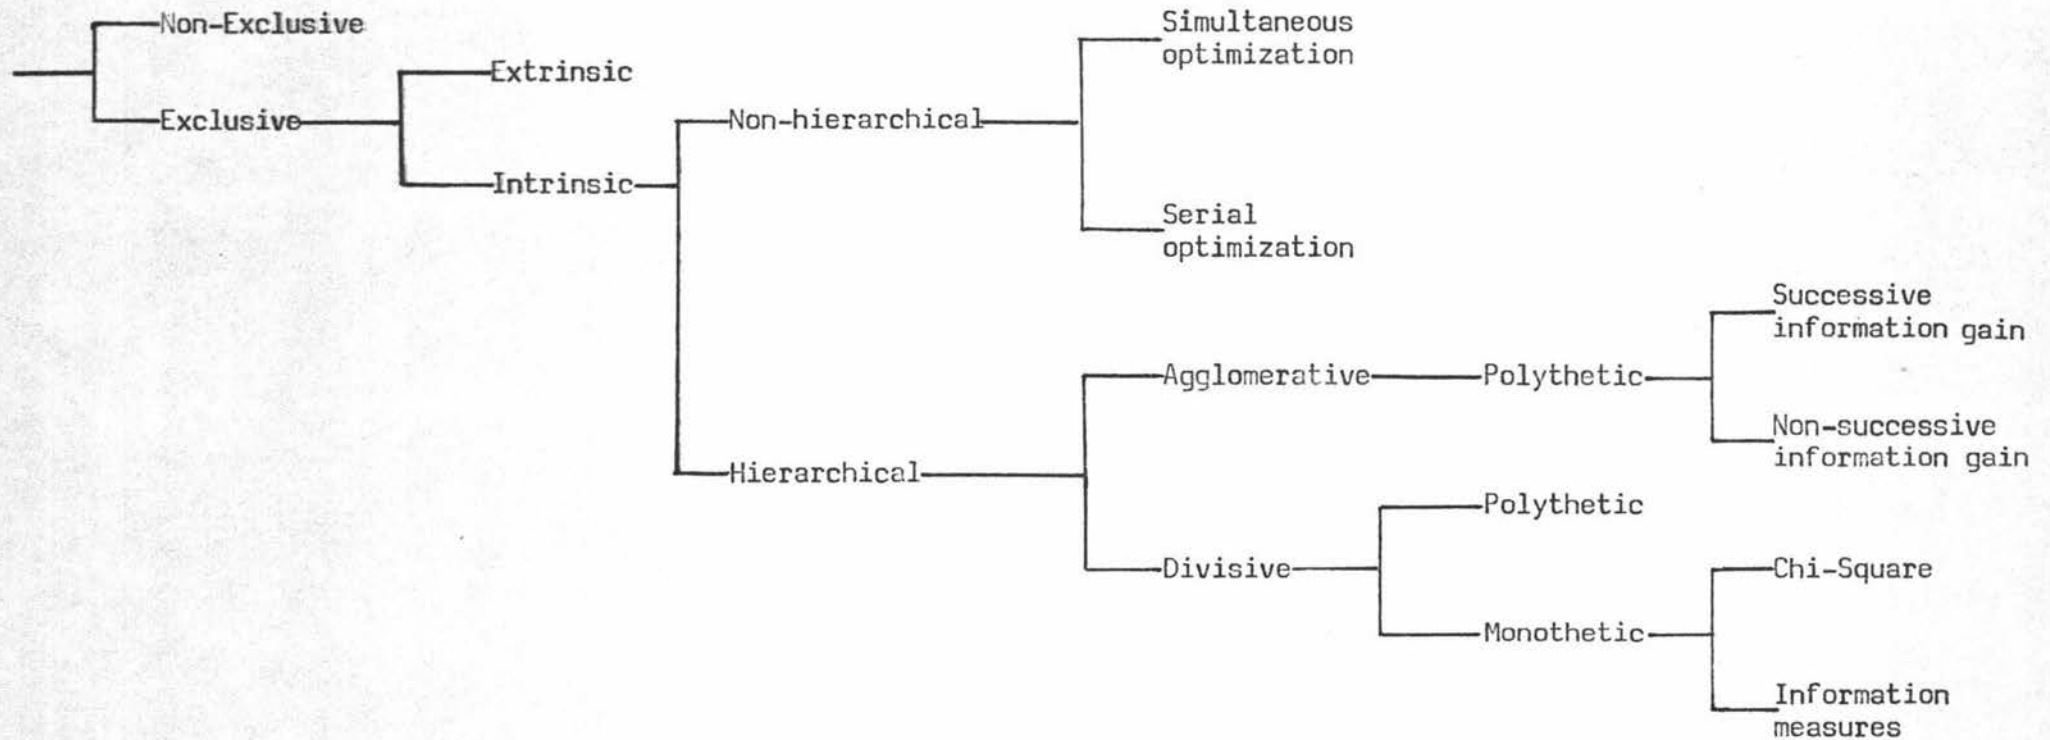 Non-Exclusive
Exclusive
Extrinsic
Intrinsic
Non-hierarchical
Hierarchical
Simultaneous
optimization
Serial
optimization
Agglomerative
Divisive
Polythetic
Polythetic
Monothetic
Successive
information gain
Non-successive
information gain
Chi-Square
Information
measures